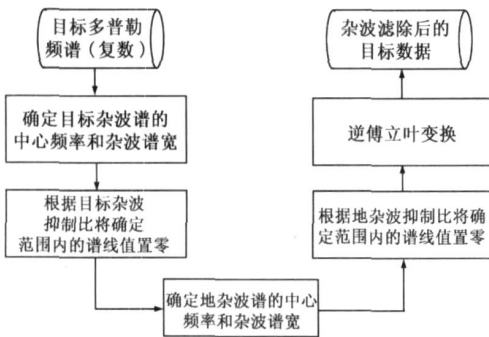 目标多普勒
频谱（复数）
确定目标杂波谱的
中心频率和杂波谱宽
根据目标杂波
抑制比将确定
范围内的谱线值置零
确定地杂波谱的中心
频率和杂波谱宽
根据地杂波抑制比将确
定范围内的谱线值置零
逆傅立叶变换
杂波滤除后的
目标数据